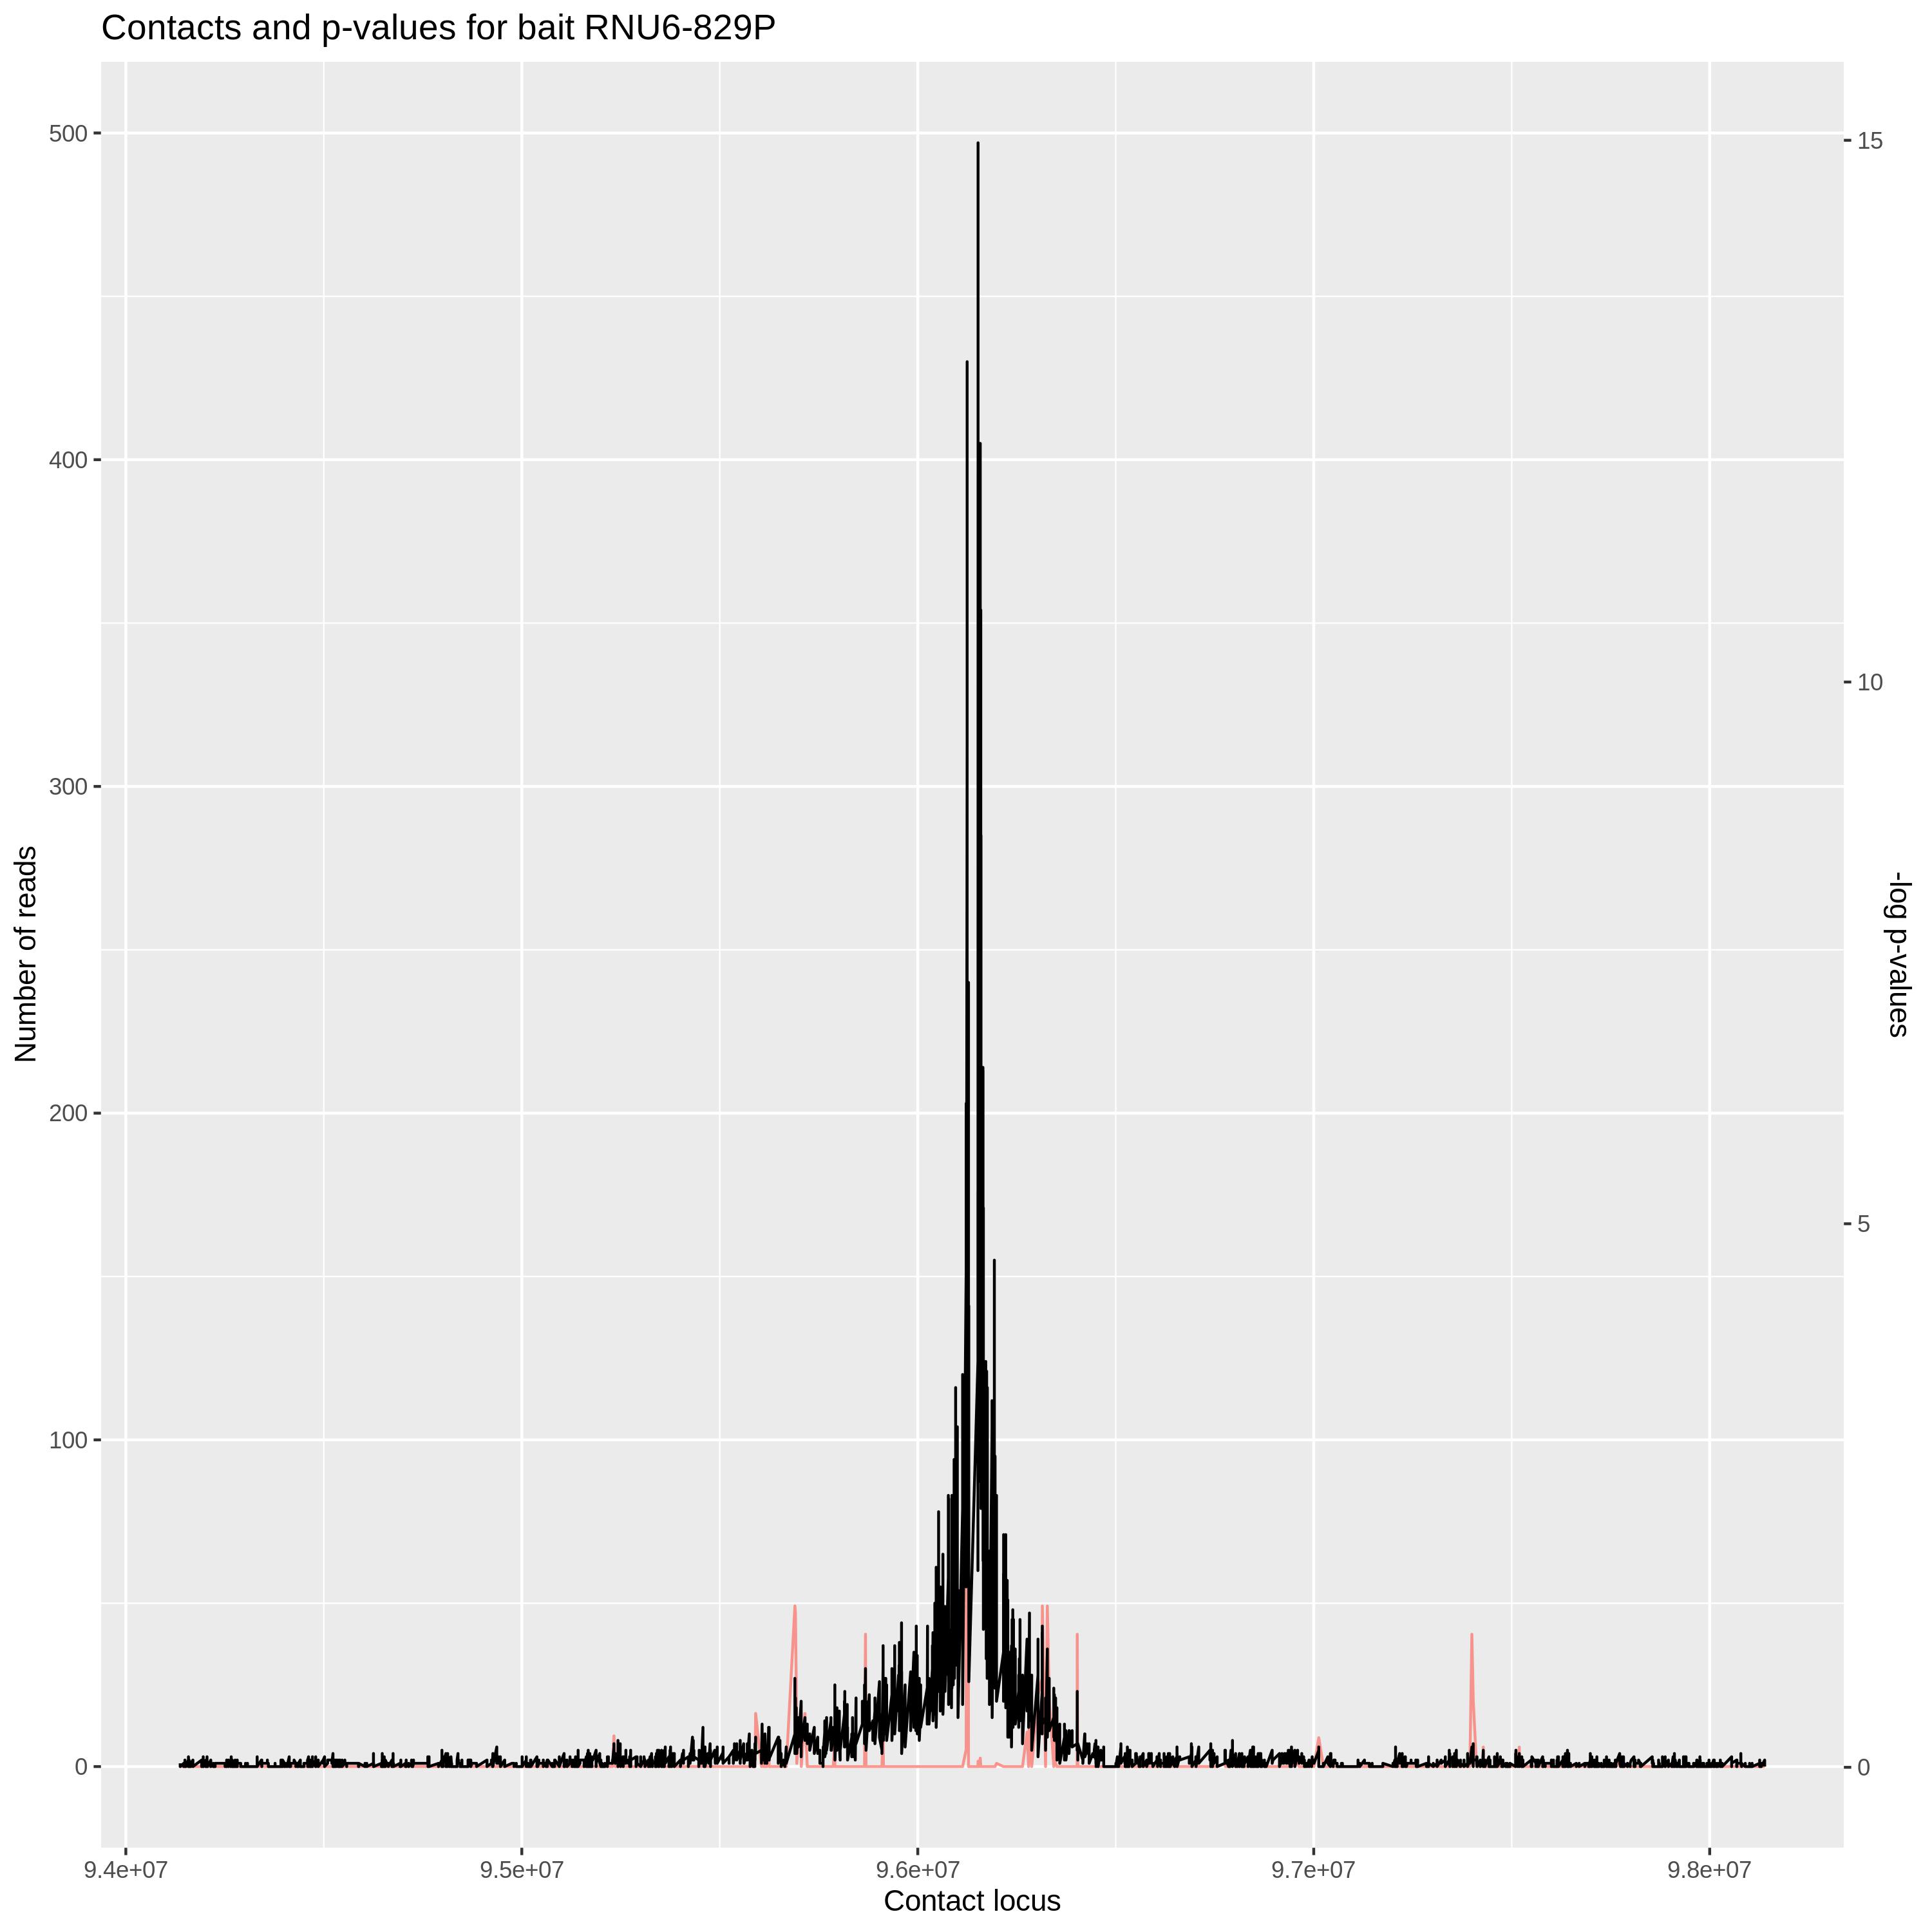 Contacts and p-values for bait RNU6-829P
500
400
300
200
100
0
Number of reads
15
10
5
0
-log p-values
9.4e+07 9.5e+07 9.6e+07 9.7e+07 9.8e+07
Contact locus